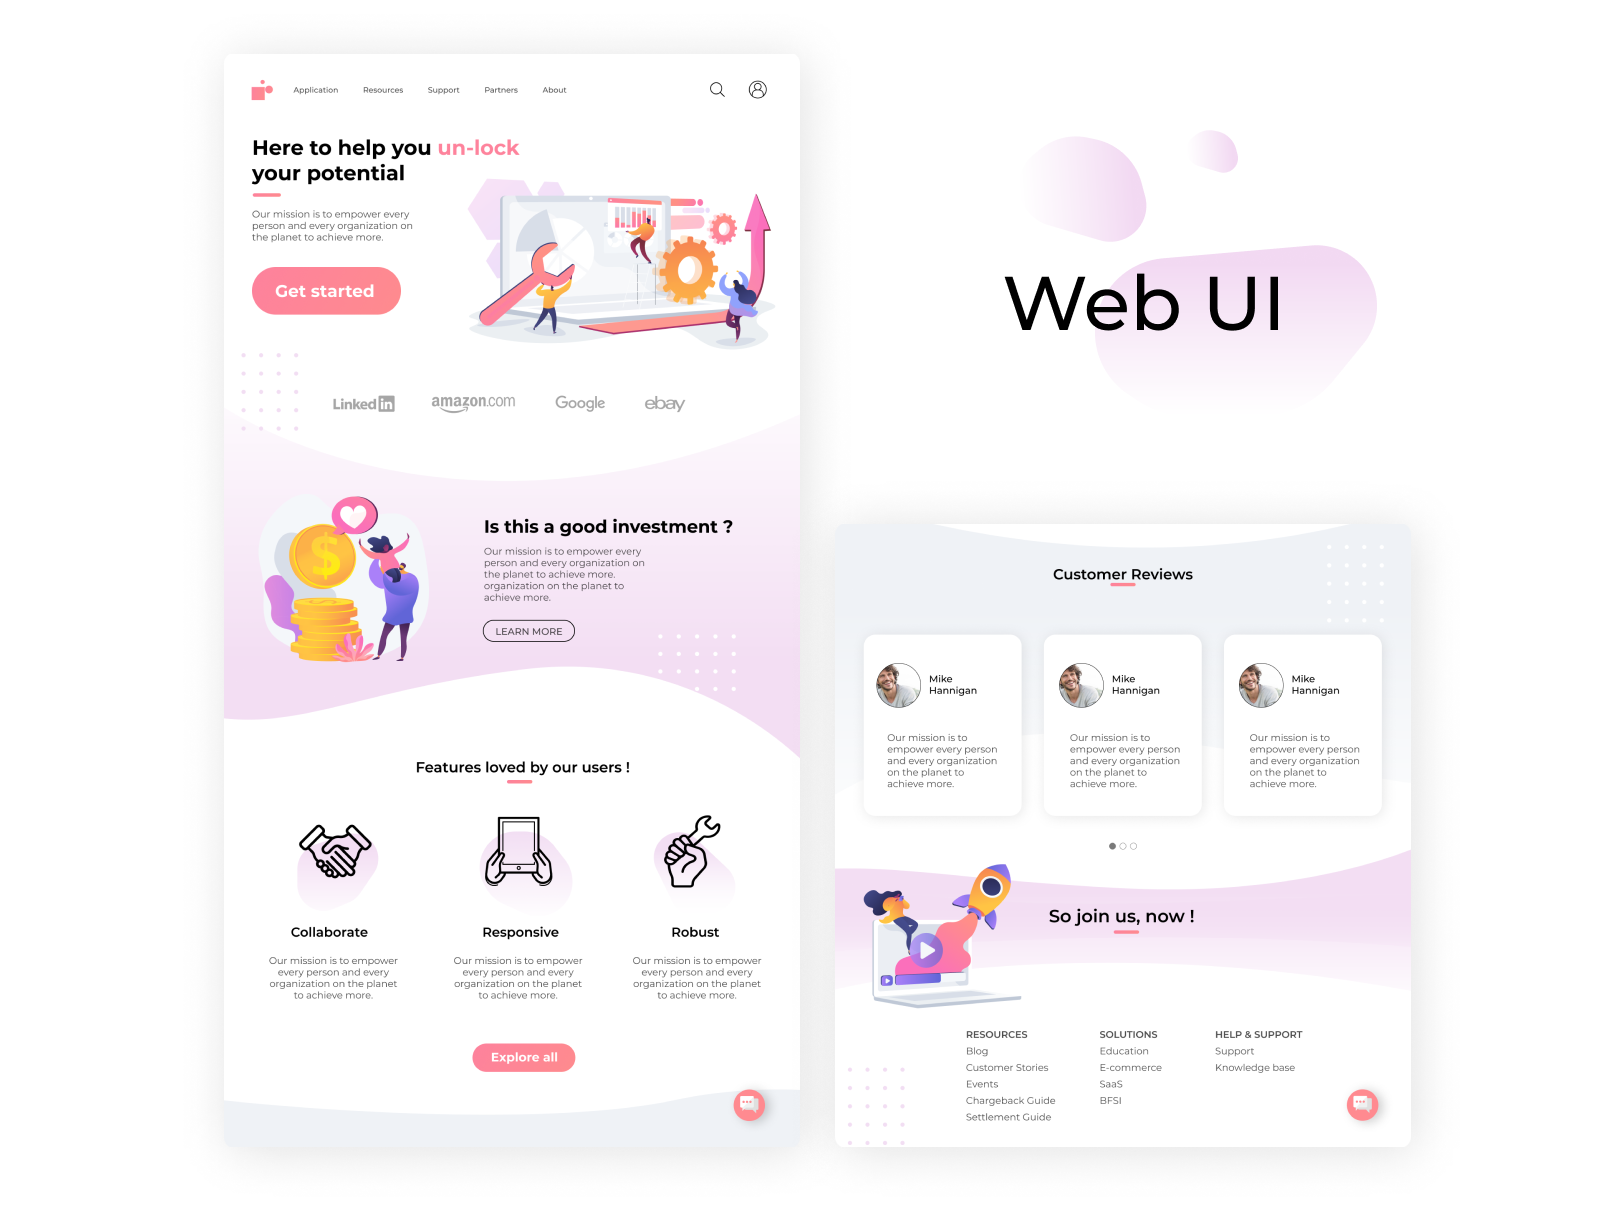 Application Resources Support Partners About
Here to help you un-lock
your potential
Our mission is to empower every
person and every organization on
the planet to achieve more.
Get started
LinkedIn amazon.com Google ebay
Is this a good investment ?
Our mission is to empower every
person and every organization on
the planet to achieve more.
organization on the planet to
achieve more.
LEARN MORE
Features loved by our users !
Collaborate
Our mission is to empower
every person and every
organization on the planet
to achieve more.
Responsive
Our mission is to empower
every person and every
organization on the planet
to achieve more.
Robust
Our mission is to empower
every person and every
organization on the planet
to achieve more.
Explore all
Web UI
Customer Reviews
Mike
Hannigan
Our mission is to
empower every person
and every organization
on the planet to
achieve more.
Mike
Hannigan
Our mission is to
empower every person
and every organization
on the planet to
achieve more.
Mike
Hannigan
Our mission is to
empower every person
and every organization
on the planet to
achieve more.
So join us, now !
RESOURCES
Blog
Customer Stories
Events
Chargeback Guide
Settlement Guide
SOLUTIONS
Education
E-commerce
SaaS
BFSI
HELP & SUPPORT
Support
Knowledge base